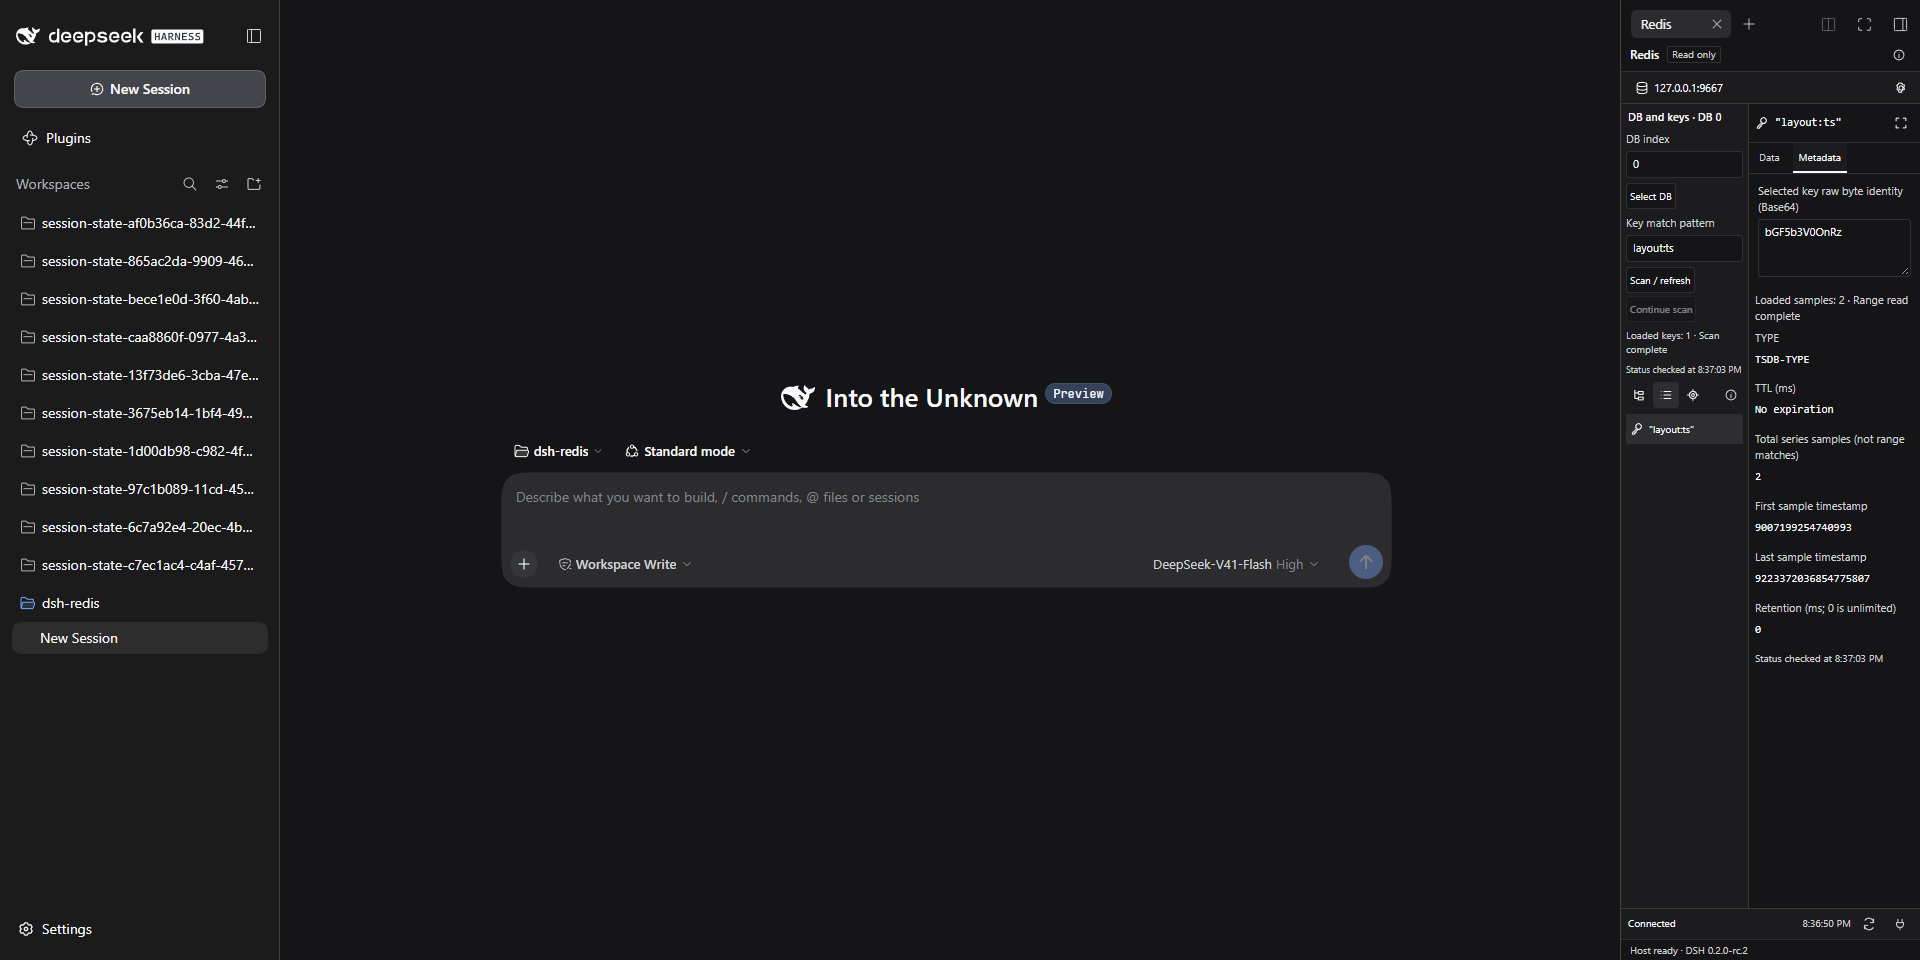 deepseek HARNESS
New Session
Plugins
Workspaces
session-state-af0b36ca-83d2-44f...
session-state-865ac2da-9909-46...
session-state-bece1e0d-3f60-4ab...
session-state-caa8860f-0977-4a3...
session-state-13f73de6-3cba-47e...
session-state-3675eb14-1bf4-49...
session-state-1d00db98-c982-4f...
session-state-97c1b089-11cd-45...
session-state-6c7a92e4-20ec-4b...
session-state-c7ec1ac4-c4af-457...
dsh-redis
New Session
Settings
Into the Unknown Preview
dsh-redis Standard mode
Describe what you want to build, / commands, @ files or sessions
Workspace Write DeepSeek-V41-Flash High
Redis
Redis Read only
127.0.0.1:9667
DB and keys · DB 0
DB index
0
Select DB
Key match pattern
layout:ts
Scan / refresh
Continue scan
Loaded keys: 1 · Scan
complete
Status checked at 8:37:03 PM
"layout:ts"
"layout:ts"
Data Metadata
Selected key raw byte identity
(Base64)
bGF5b3V0OnRz
Loaded samples: 2 · Range read
complete
TYPE
TSDB-TYPE
TTL (ms)
No expiration
Total series samples (not range
matches)
2
First sample timestamp
9007199254740993
Last sample timestamp
9223372036854775807
Retention (ms; 0 is unlimited)
0
Status checked at 8:37:03 PM
Connected 8:36:50 PM
Host ready · DSH 0.2.0-rc.2